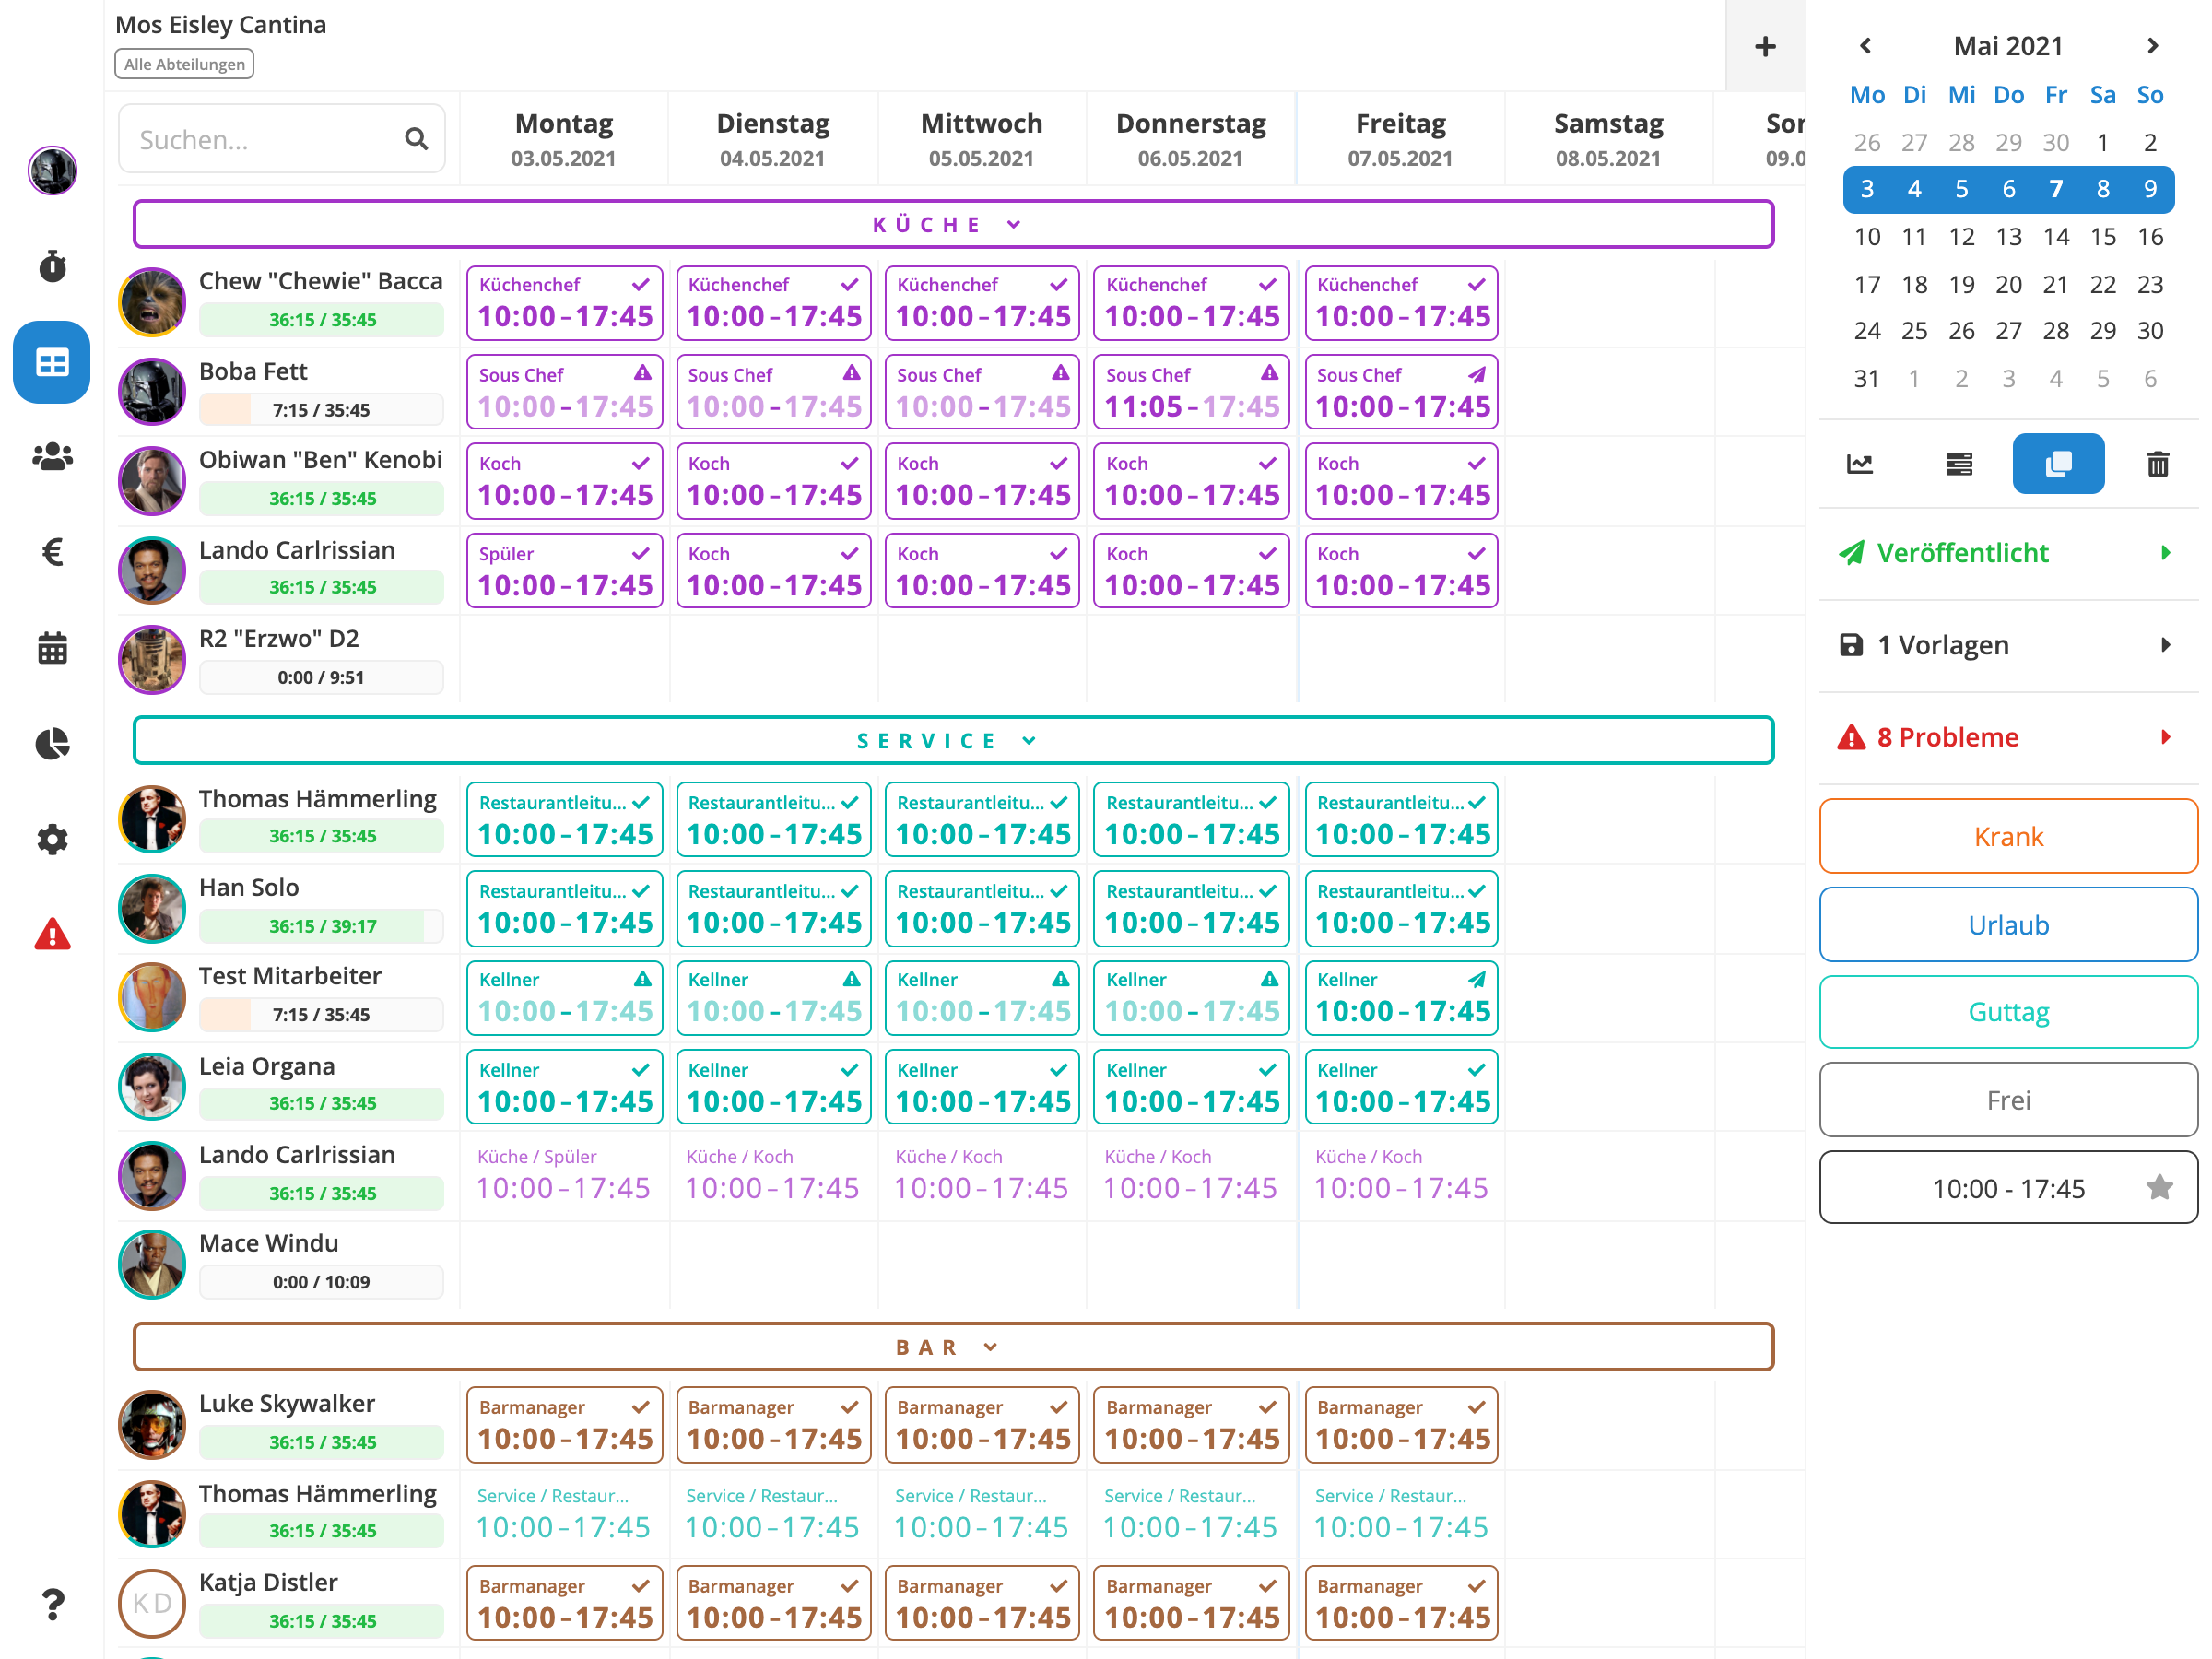 Mos Eisley Cantina
Alle Abteilungen
Suchen...
Montag Dienstag Mittwoch Donnerstag Freitag Samstag
03.05.2021 04.05.2021 05.05.2021 06.05.2021 07.05.2021 08.05.2021
KÜCHE
Chew "Chewie" Bacca
36:15 / 35:45
Küchenchef Küchenchef Küchenchef Küchenchef Küchenchef
10:00-17:45 10:00-17:45 10:00-17:45 10:00-17:45 10:00-17:45
Boba Fett
7:15 / 35:45
Sous Chef Sous Chef Sous Chef Sous Chef Sous Chef
10:00-17:45 10:00-17:45 10:00-17:45 11:05-17:45 10:00-17:45
Obiwan "Ben" Kenobi
36:15 / 35:45
Koch Koch Koch Koch Koch
10:00-17:45 10:00-17:45 10:00-17:45 10:00-17:45 10:00-17:45
Lando Carlrissian
36:15 / 35:45
Spüler Koch Koch Koch Koch
10:00-17:45 10:00-17:45 10:00-17:45 10:00-17:45 10:00-17:45
R2 "Erzwo" D2
0:00 / 9:51
SERVICE
Thomas Hämmerling
36:15 / 35:45
Restaurantleitu... Restaurantleitu... Restaurantleitu... Restaurantleitu... Restaurantleitu...
10:00-17:45 10:00-17:45 10:00-17:45 10:00-17:45 10:00-17:45
Han Solo
36:15 / 39:17
Restaurantleitu... Restaurantleitu... Restaurantleitu... Restaurantleitu... Restaurantleitu...
10:00-17:45 10:00-17:45 10:00-17:45 10:00-17:45 10:00-17:45
Test Mitarbeiter
7:15 / 35:45
Kellner Kellner Kellner Kellner Kellner
10:00-17:45 10:00-17:45 10:00-17:45 10:00-17:45 10:00-17:45
Leia Organa
36:15 / 35:45
Kellner Kellner Kellner Kellner Kellner
10:00-17:45 10:00-17:45 10:00-17:45 10:00-17:45 10:00-17:45
Lando Carlrissian
36:15 / 35:45
Küche / Spüler Küche / Koch Küche / Koch Küche / Koch Küche / Koch
10:00-17:45 10:00-17:45 10:00-17:45 10:00-17:45 10:00-17:45
Mace Windu
0:00 / 10:09
BAR
Luke Skywalker
36:15 / 35:45
Barmanager Barmanager Barmanager Barmanager Barmanager
10:00-17:45 10:00-17:45 10:00-17:45 10:00-17:45 10:00-17:45
Thomas Hämmerling
36:15 / 35:45
Service / Restaur... Service / Restaur... Service / Restaur... Service / Restaur... Service / Restaur...
10:00-17:45 10:00-17:45 10:00-17:45 10:00-17:45 10:00-17:45
KD
Katja Distler
36:15 / 35:45
Barmanager Barmanager Barmanager Barmanager Barmanager
10:00-17:45 10:00-17:45 10:00-17:45 10:00-17:45 10:00-17:45
Mai 2021
Mo Di Mi Do Fr Sa So
26 27 28 29 30 1 2
3 4 5 6 7 8 9
10 11 12 13 14 15 16
17 18 19 20 21 22 23
24 25 26 27 28 29 30
31 1 2 3 4 5 6
Veröffentlicht
1 Vorlagen
8 Probleme
Krank
Urlaub
Guttag
Frei
10:00 - 17:45